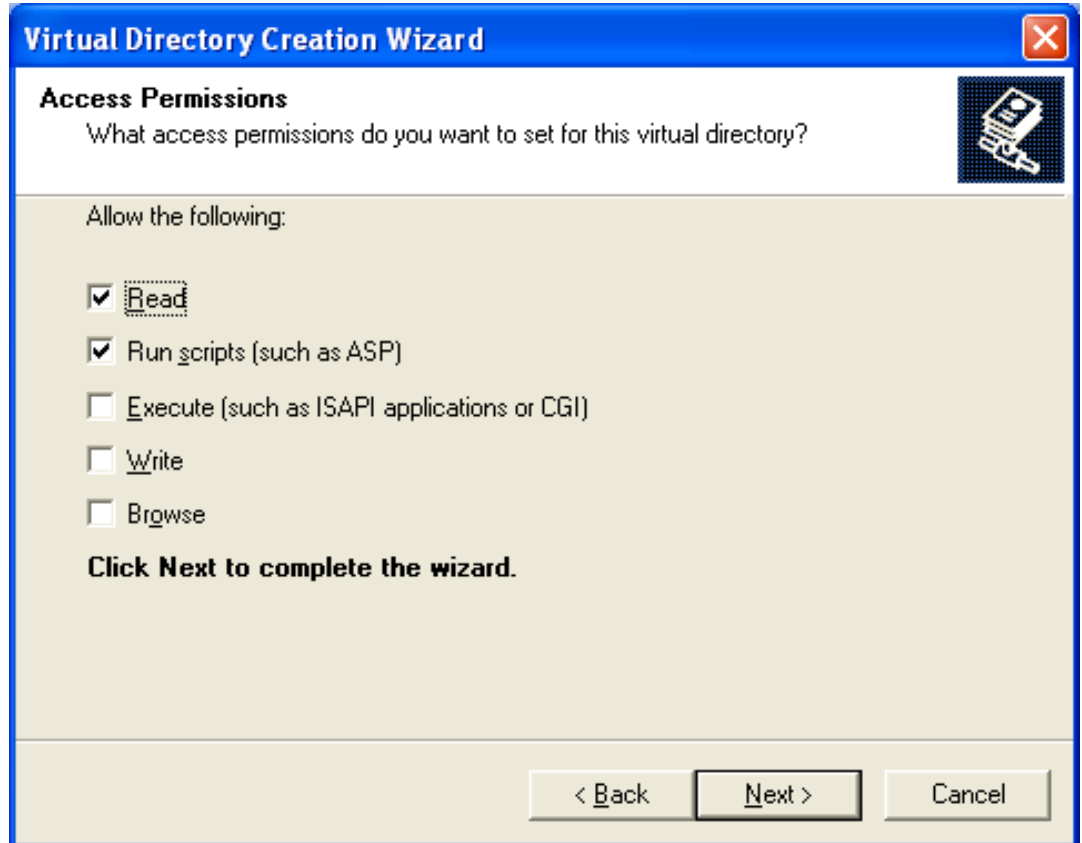 Virtual Directory Creation Wizard
Access Permissions
What access permissions do you want to set for this virtual directory?
Allow the following:
Read
Run scripts (such as ASP)
Execute (such as ISAPI applications or CGI)
Write
Browse
Click Next to complete the wizard.
< Back Next > Cancel